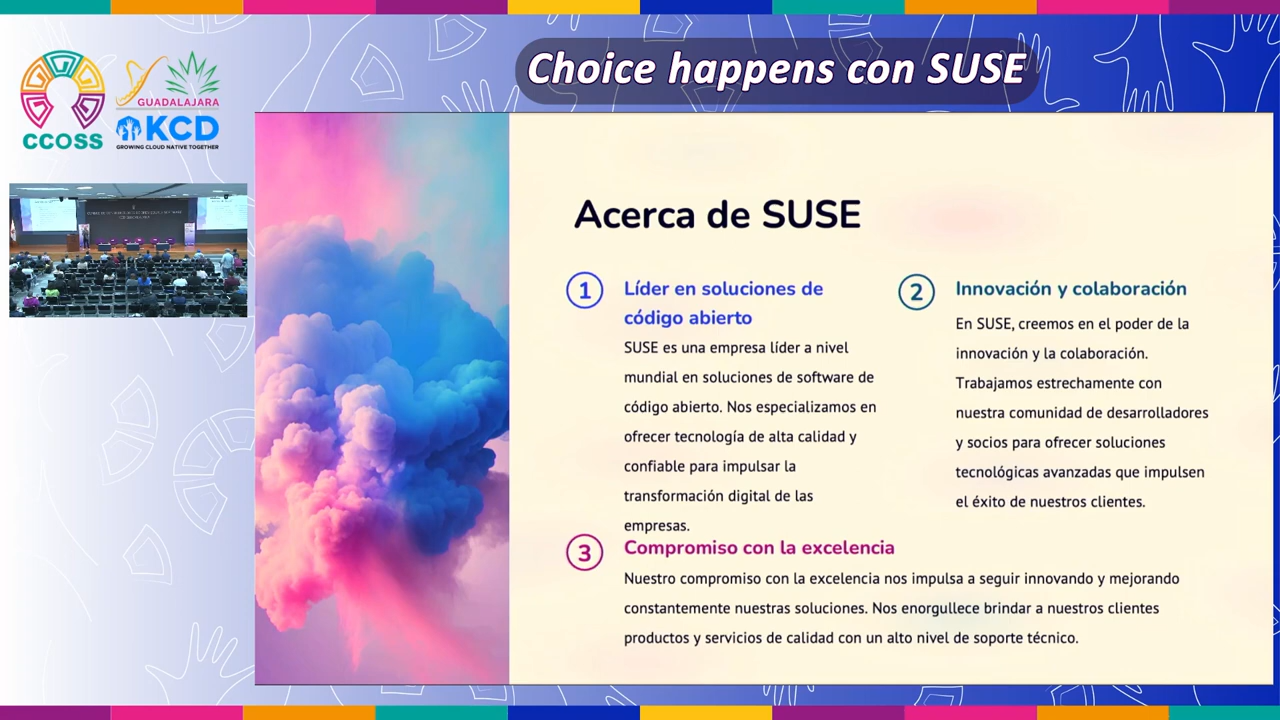 Choice happens con SUSE
CCOSS
GUADALAJARA
KCD
GROWING CLOUD NATIVE TOGETHER
Acerca de SUSE
1
Líder en soluciones de
código abierto
SUSE es una empresa líder a nivel
mundial en soluciones de software de
código abierto. Nos especializamos en
ofrecer tecnología de alta calidad y
confiable para impulsar la
transformación digital de las
empresas.
2
Innovación y colaboración
En SUSE, creemos en el poder de la
innovación y la colaboración.
Trabajamos estrechamente con
nuestra comunidad de desarrolladores
y socios para ofrecer soluciones
tecnológicas avanzadas que impulsen
el éxito de nuestros clientes.
3
Compromiso con la excelencia
Nuestro compromiso con la excelencia nos impulsa a seguir innovando y mejorando
constantemente nuestras soluciones. Nos enorgullece brindar a nuestros clientes
productos y servicios de calidad con un alto nivel de soporte técnico.